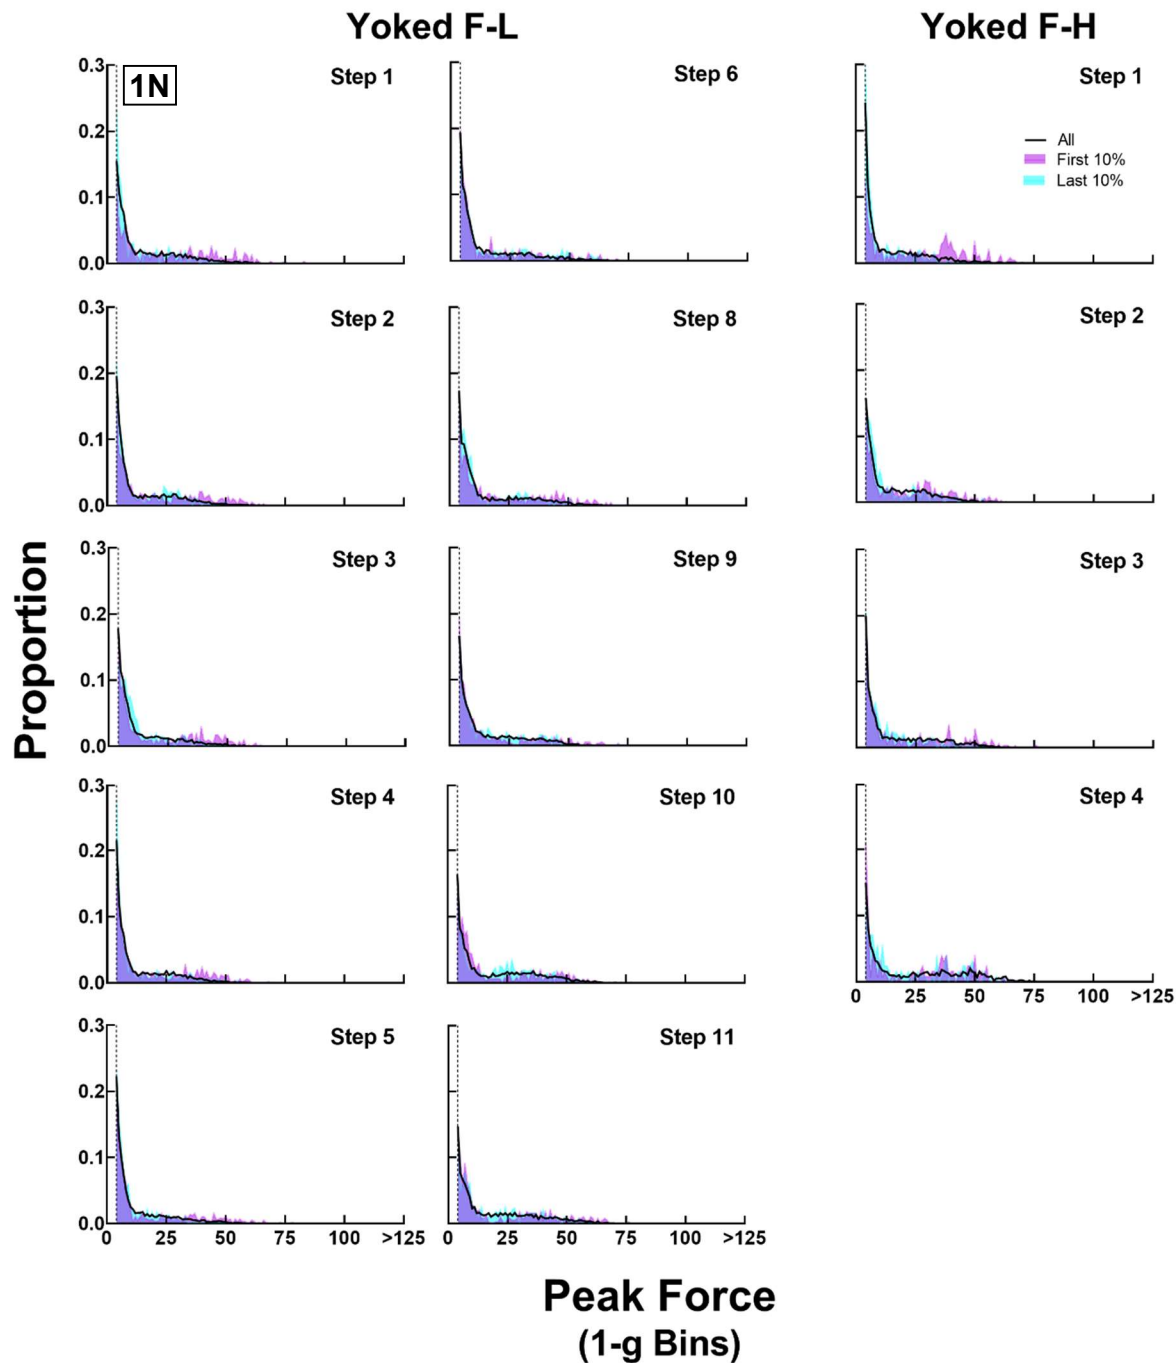 Yoked F-L
Yoked F-H
1N
Step 1
Step 6
Step 1
All
First 10%
Last 10%
0.3
0.2
0.1
0.0
Step 2
Step 8
Step 2
0.3
0.2
0.1
0.0
Step 3
Step 9
Step 3
0.3
0.2
0.1
0.0
Proportion
Step 4
Step 10
Step 4
0.3
0.2
0.1
0.0
0 25 50 75 100 >125
Step 5
Step 11
0.3
0.2
0.1
0.0
0 25 50 75 100 >125
0 25 50 75 100 >125
Peak Force
(1-g Bins)